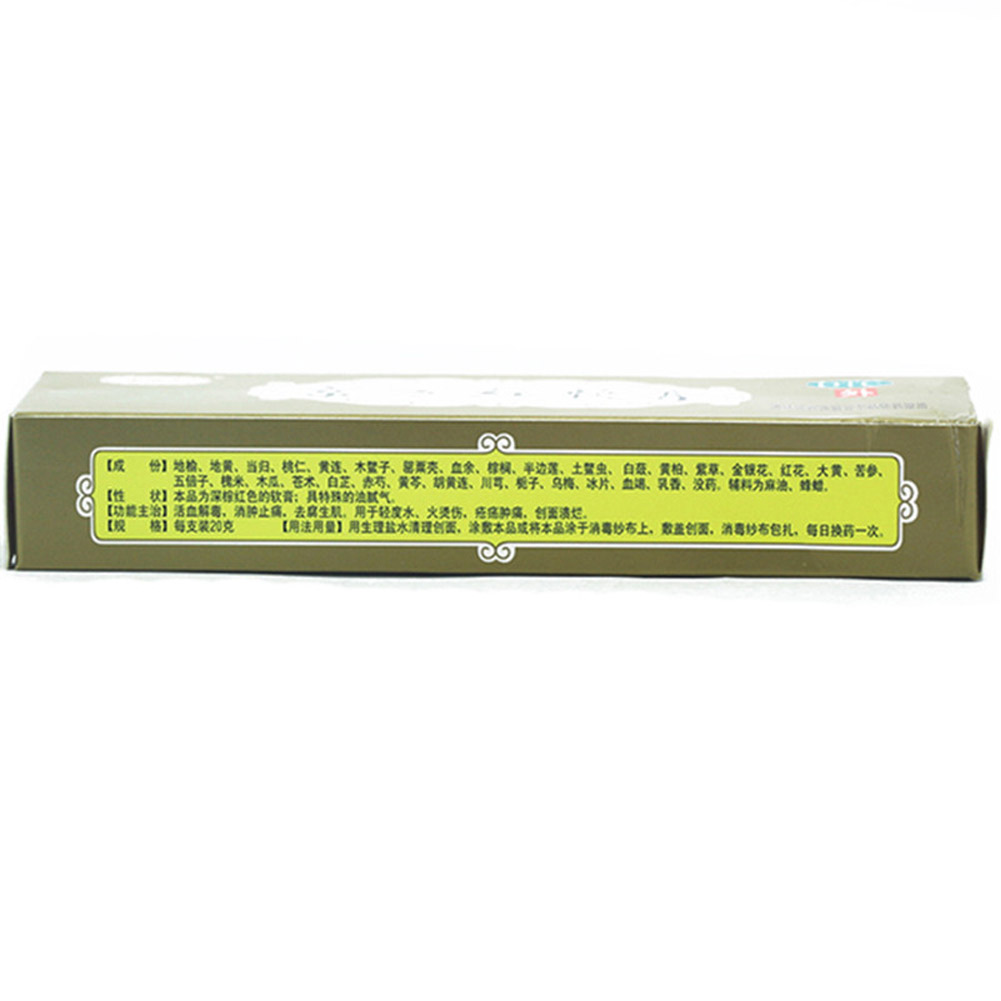 OTC
【成　份】地榆、地黄、当归、桃仁、黄连、木鳖子、罂粟壳、血余、棕榈、半边莲、土鳖虫、白蔹、黄柏、紫草、金银花、红花、大黄、苦参、
五倍子、槐米、木瓜、苍术、白芷、赤芍、黄芩、胡黄连、川芎、栀子、乌梅、冰片、血竭、乳香、没药。辅料为麻油、蜂蜡。
【性　状】本品为深棕红色的软膏；具特殊的油腻气。
【功能主治】活血解毒、消肿止痛、去腐生肌。用于轻度水、火烫伤、疮疡肿痛、创面溃烂。
【规　格】每支装20克　【用法用量】用生理盐水清理创面，涂敷本品或将本品涂于消毒纱布上，敷盖创面，消毒纱布包扎，每日换药一次。